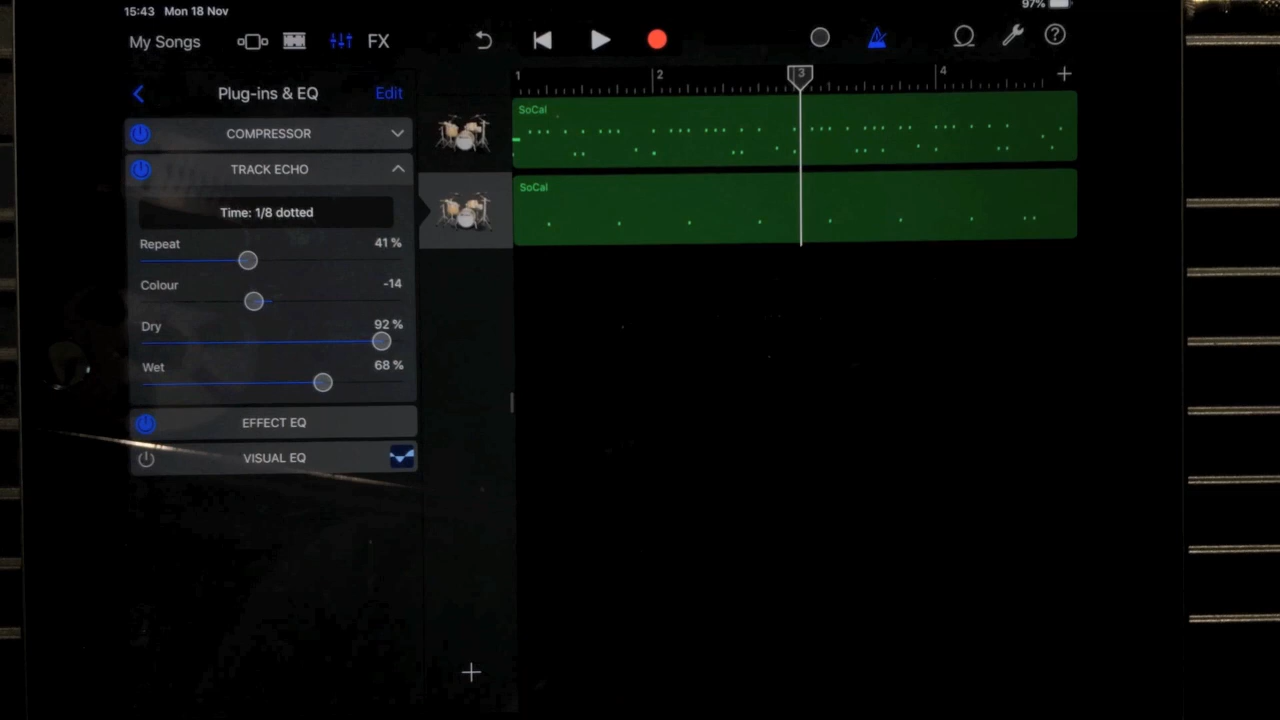 15:43 Mon 18 Nov
97%
My Songs
FX
1 2 3 4
Plug-ins & EQ
Edit
COMPRESSOR
TRACK ECHO
Time: 1/8 dotted
Repeat
41 %
Colour
-14
Dry
92 %
Wet
68 %
EFFECT EQ
VISUAL EQ
SoCal
SoCal